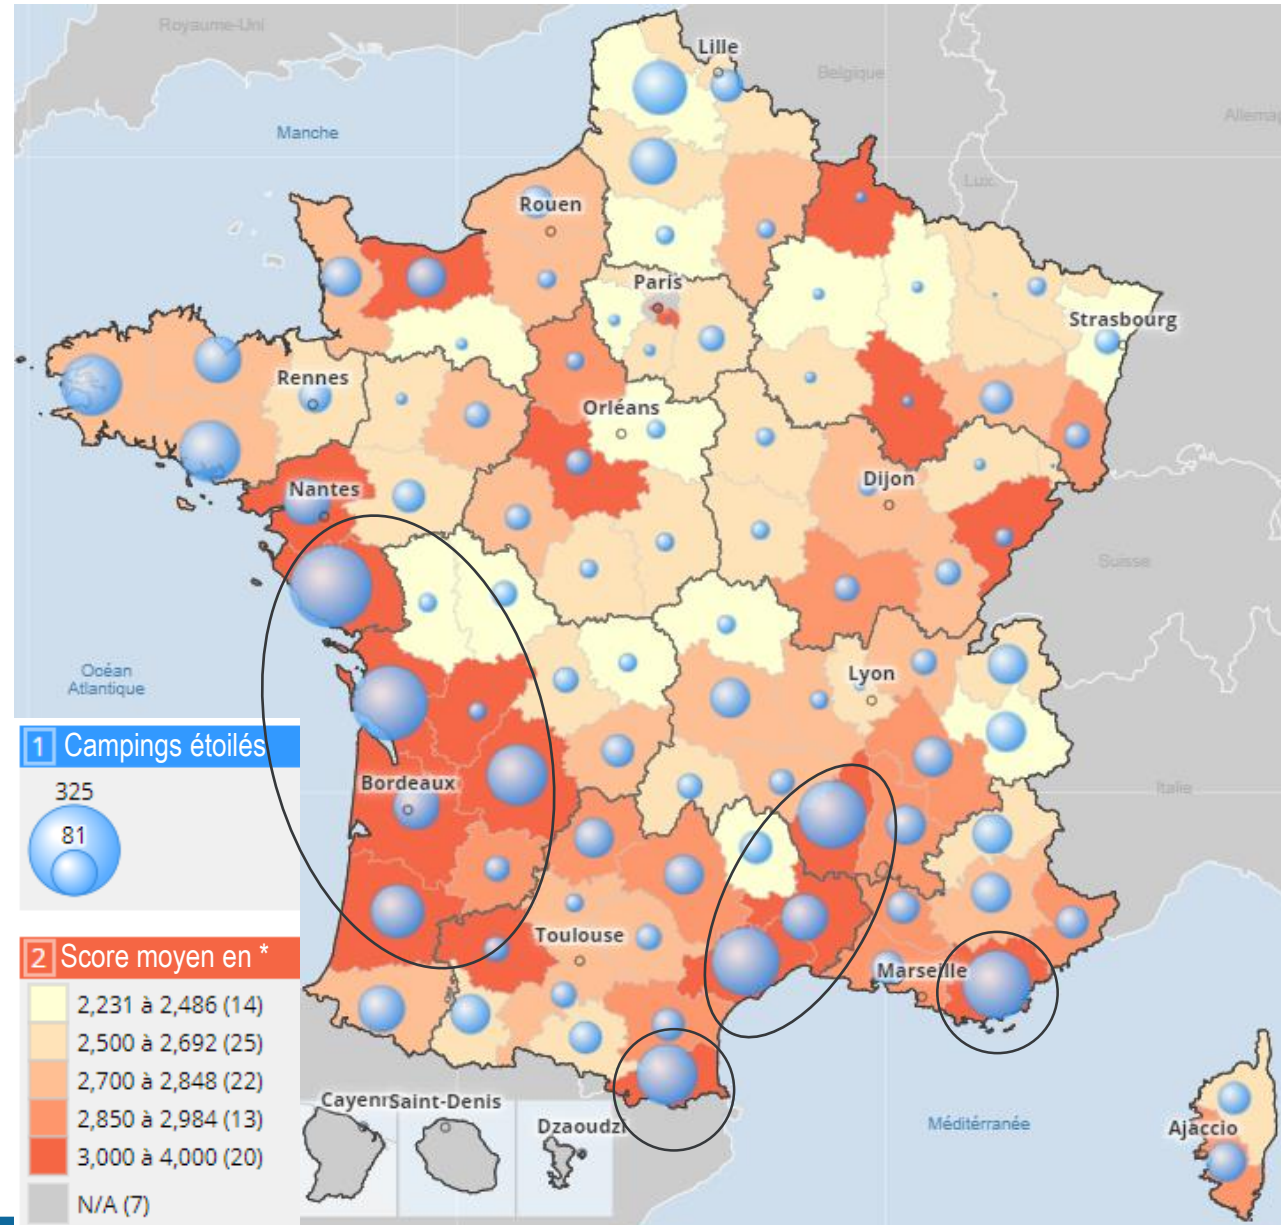 Royaume-Uni
Lille
Belgique
Allemag
Manche
Lux.
Rouen
Paris
Strasbourg
Rennes
Orléans
Dijon
Nantes
Suisse
Océan
Atlantique
Lyon
1 Campings étoilés
325
81
Bordeaux
Italie
2 Score moyen en *
2,231 à 2,486 (14)
2,500 à 2,692 (25)
2,700 à 2,848 (22)
2,850 à 2,984 (13)
3,000 à 4,000 (20)
N/A (7)
Toulouse
Marseille
Cayenn
Saint-Denis
Dzaoudzi
Méditérranée
Ajaccio